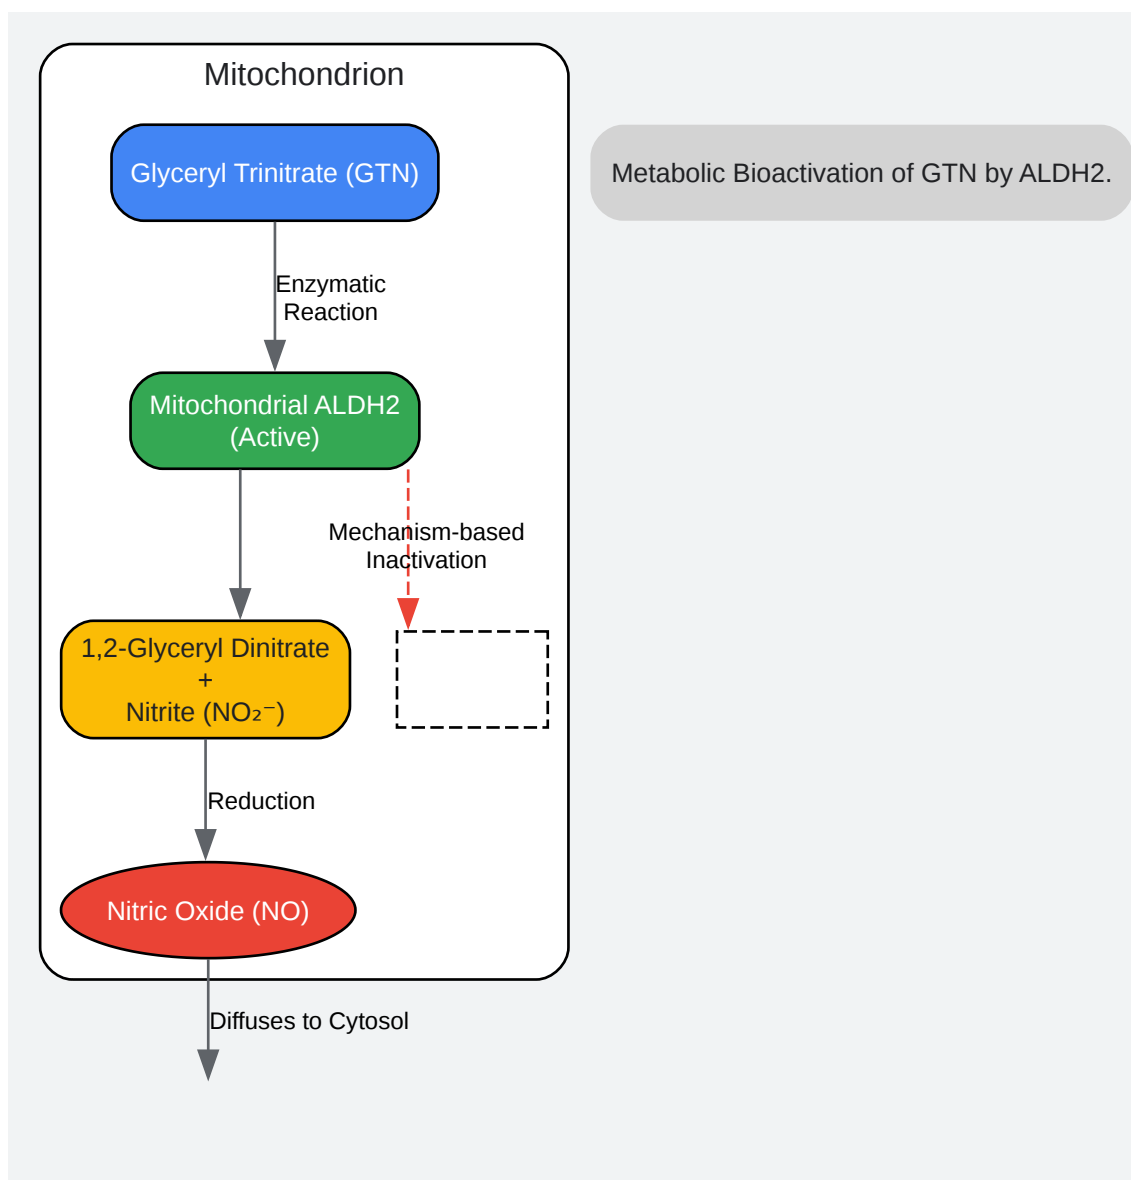 Mitochondrion
Glyceryl Trinitrate (GTN)
Metabolic Bioactivation of GTN by ALDH2.
Enzymatic
Reaction
Mitochondrial ALDH2
(Active)
Mechanism-based
Inactivation
1,2-Glyceryl Dinitrate
+
Nitrite (NO₂⁻)
Reduction
Nitric Oxide (NO)
Diffuses to Cytosol